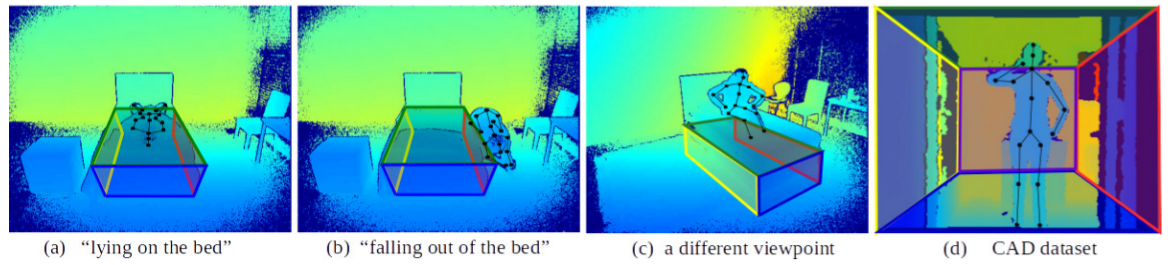 (a) “lying on the bed”
(b) “falling out of the bed”
(c) a different viewpoint
(d) CAD dataset